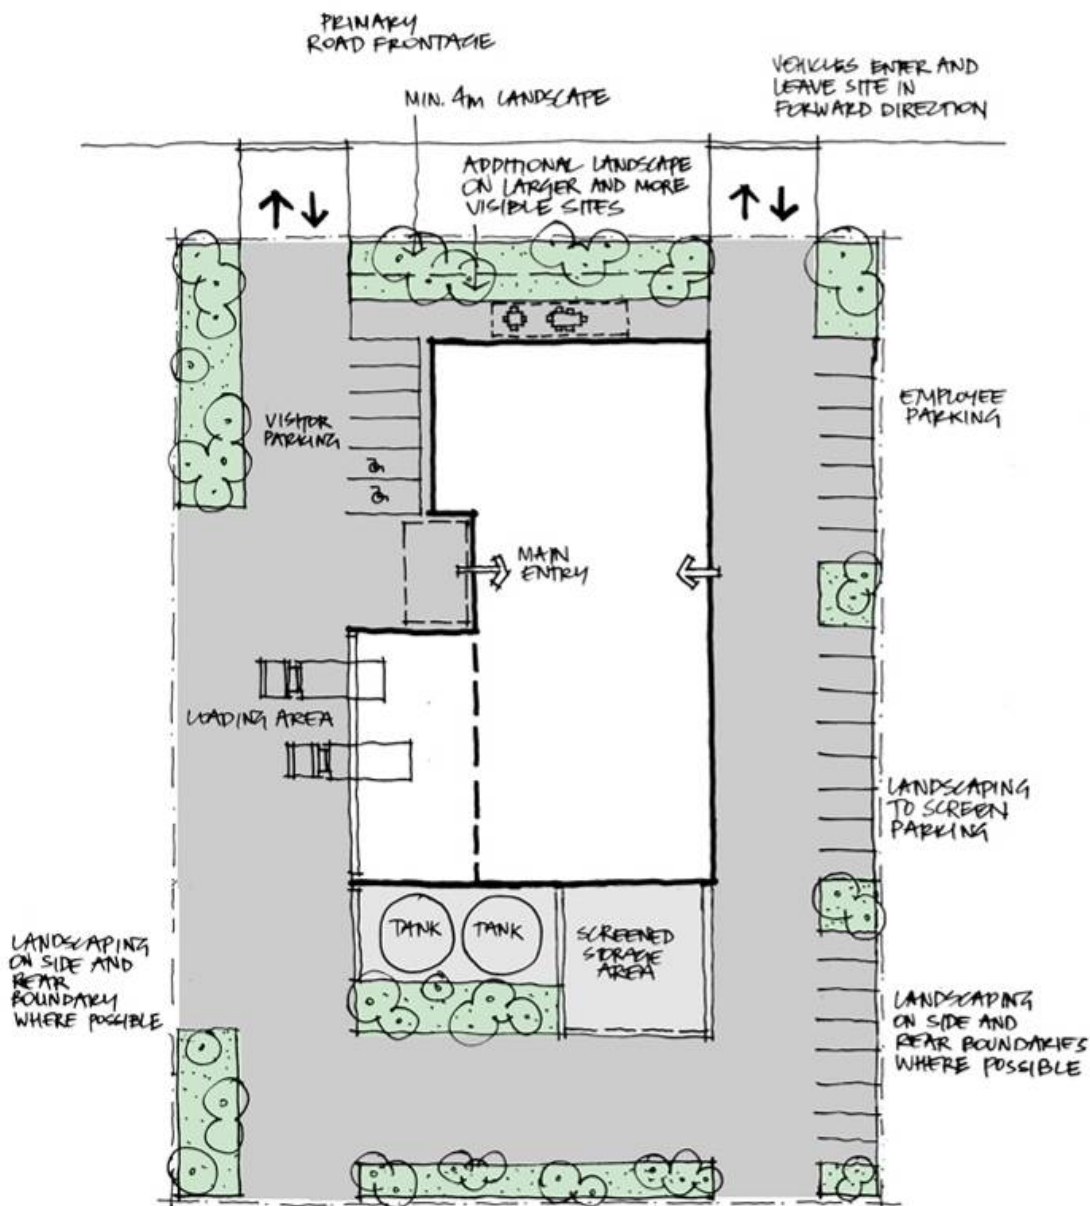 PRIMARY
ROAD FRONTAGE
VEHICLES ENTER AND
LEAVE SITE IN
FORWARD DIRECTION
MIN. 4m LANDSCAPE
ADDITIONAL LANDSCAPE
ON LARGER AND MORE
VISIBLE SITES
EMPLOYEE
PARKING
VISITOR
PARKING
MAIN
ENTRY
LOADING AREA
LANDSCAPING
TO SCREEN
PARKING
TANK
TANK
SCREENED
STORAGE
AREA
LANDSCAPING
ON SIDE AND
REAR
BOUNDARY
WHERE POSSIBLE
LANDSCAPING
ON SIDE AND
REAR BOUNDARIES
WHERE POSSIBLE